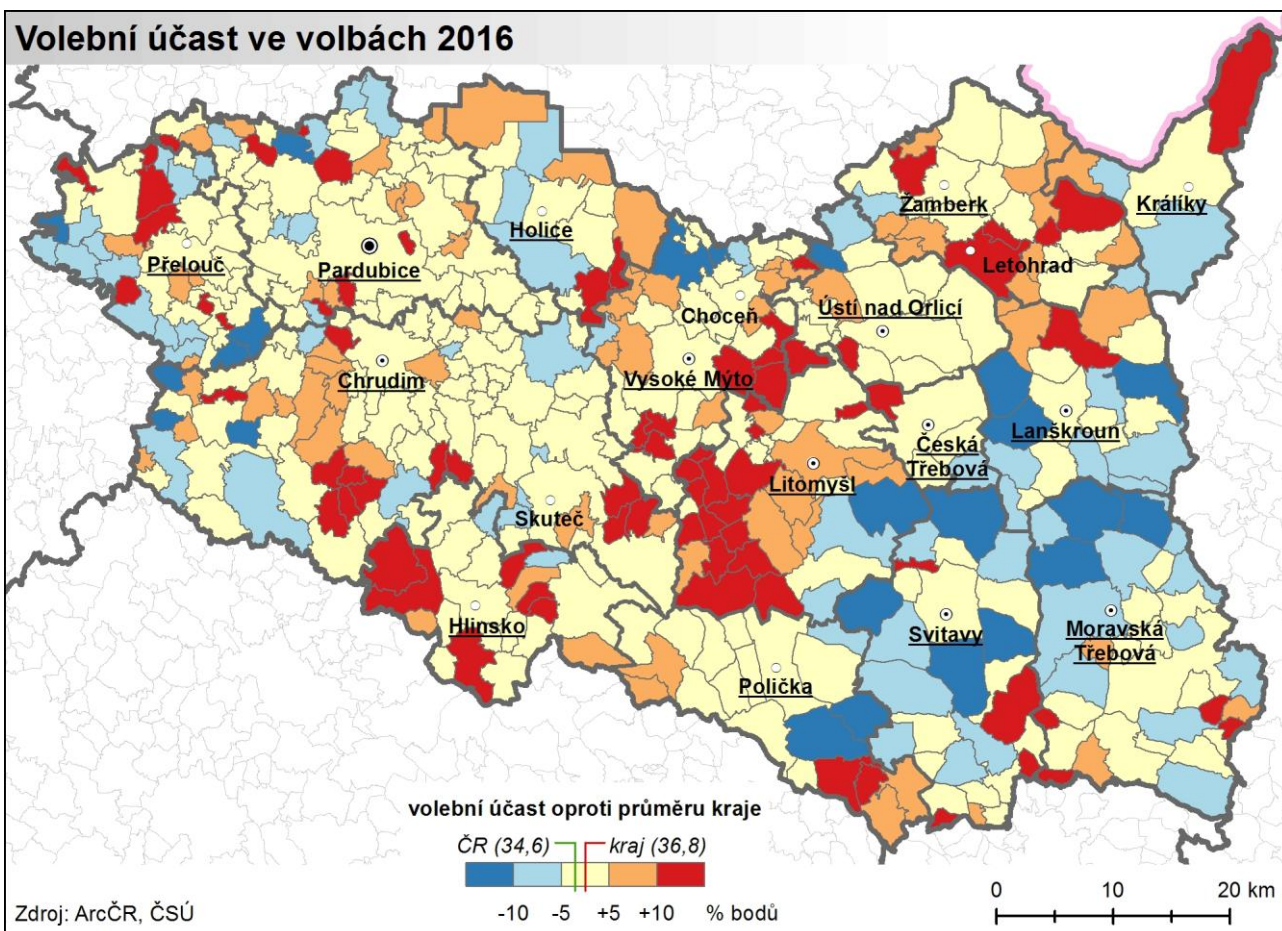 Volební účast ve volbách 2016
Žamberk
Králíky
Holice
Letohrad
Přelouč
Pardubice
Choceň
Ústí nad Orlicí
Chrudim
Vysoké Mýto
Lanškroun
Česká
Třebová
Litomyšl
Skuteč
Hlinsko
Svitavy
Moravská
Třebová
Polička
volební účast oproti průměru kraje
ČR (34,6) kraj (36,8)
-10 -5 +5 +10 % bodů
0 10 20 km
Zdroj: ArcČR, ČSÚ